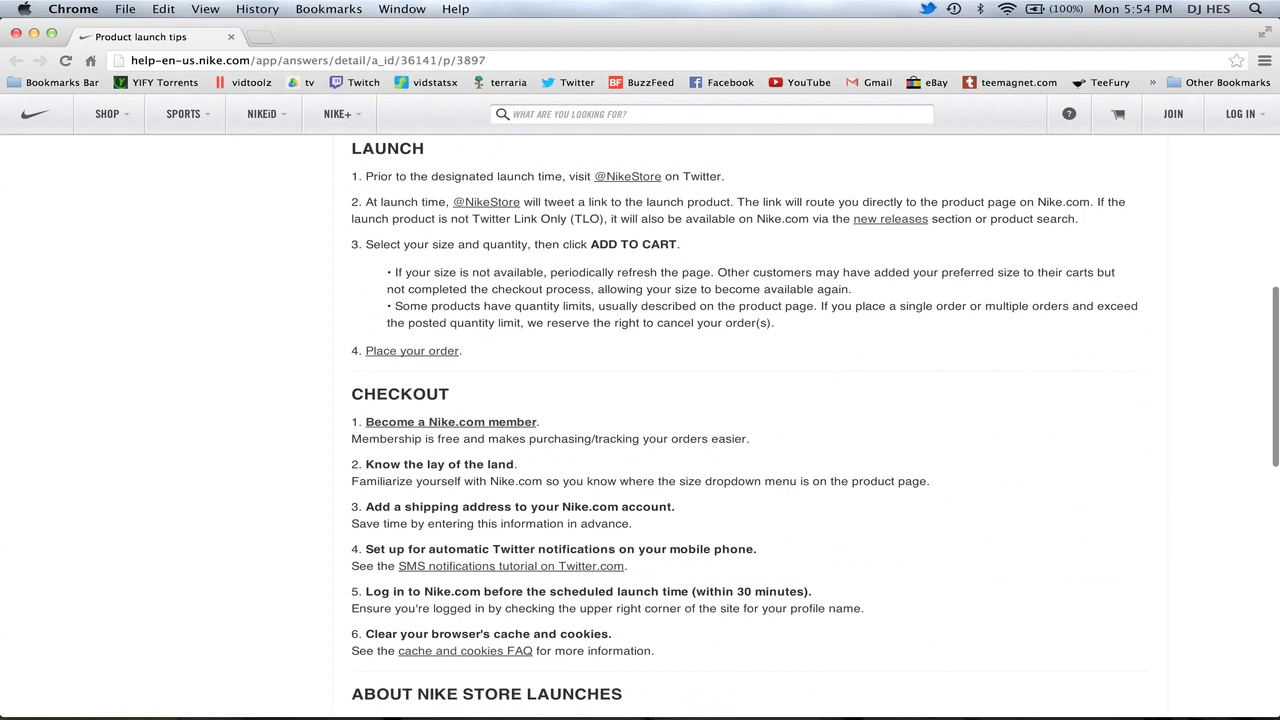 Chrome File Edit View History Bookmarks Window Help (100%) Mon 5:54 PM DJ HES
Product launch tips
help-en-us.nike.com/app/answers/detail/a_id/36141/p/3897
Bookmarks Bar YIFY Torrents vidtoolz tv Twitch vidstatsx terraria Twitter BuzzFeed Facebook YouTube Gmail eBay teemagnet.com TeeFury » Other Bookmarks
SHOP SPORTS NIKEiD NIKE+ WHAT ARE YOU LOOKING FOR? JOIN LOG IN
LAUNCH
1. Prior to the designated launch time, visit @NikeStore on Twitter.
2. At launch time, @NikeStore will tweet a link to the launch product. The link will route you directly to the product page on Nike.com. If the
launch product is not Twitter Link Only (TLO), it will also be available on Nike.com via the new releases section or product search.
3. Select your size and quantity, then click ADD TO CART.
• If your size is not available, periodically refresh the page. Other customers may have added your preferred size to their carts but
not completed the checkout process, allowing your size to become available again.
• Some products have quantity limits, usually described on the product page. If you place a single order or multiple orders and exceed
the posted quantity limit, we reserve the right to cancel your order(s).
4. Place your order.
CHECKOUT
1. Become a Nike.com member.
Membership is free and makes purchasing/tracking your orders easier.
2. Know the lay of the land.
Familiarize yourself with Nike.com so you know where the size dropdown menu is on the product page.
3. Add a shipping address to your Nike.com account.
Save time by entering this information in advance.
4. Set up for automatic Twitter notifications on your mobile phone.
See the SMS notifications tutorial on Twitter.com.
5. Log in to Nike.com before the scheduled launch time (within 30 minutes).
Ensure you're logged in by checking the upper right corner of the site for your profile name.
6. Clear your browser's cache and cookies.
See the cache and cookies FAQ for more information.
ABOUT NIKE STORE LAUNCHES